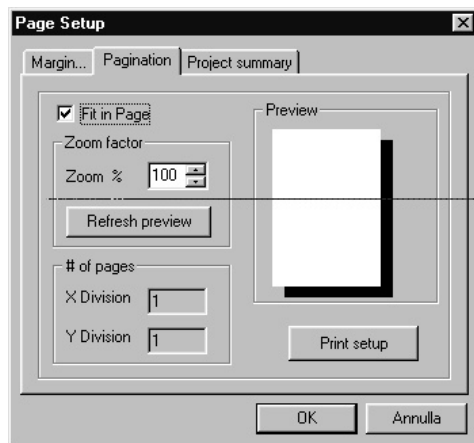 Page Setup
Margin... Pagination Project summary
Fit in Page
Preview
Zoom factor
Zoom % 100
Refresh preview
# of pages
X Division 1
Y Division 1
Print setup
OK Annulla